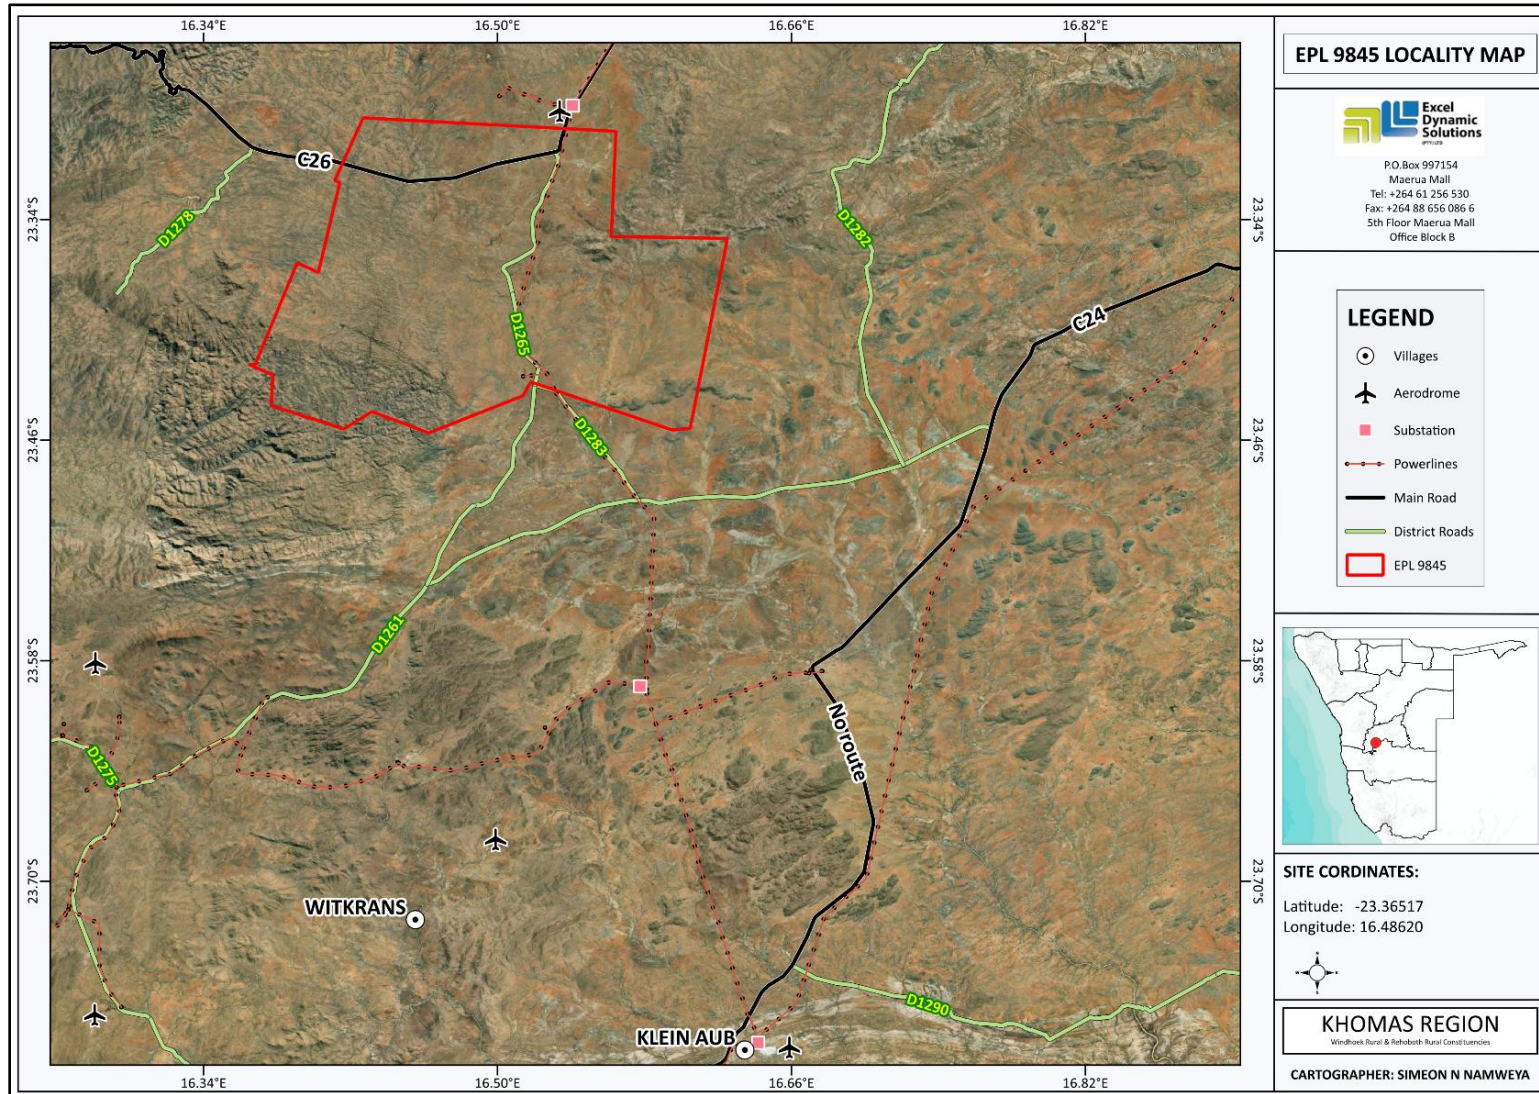 16.34°E
16.50°E
16.66°E
16.82°E
23.34°S
23.46°S
23.58°S
23.70°S
C26
D1278
D1265
D1282
C24
D1283
D1261
No route
D1275
WITKRANS
KLEIN AUB
D1290
23.34°S
23.46°S
23.58°S
23.70°S
16.34°E
16.50°E
16.66°E
16.82°E
EPL 9845 LOCALITY MAP
Excel
Dynamic
Solutions
(PTY) LTD
P.O.Box 997154
Maerua Mall
Tel: +264 61 256 530
Fax: +264 88 656 086 6
5th Floor Maerua Mall
Office Block B
LEGEND
Villages
Aerodrome
Substation
Powerlines
Main Road
District Roads
EPL 9845
SITE CORDINATES:
Latitude: -23.36517
Longitude: 16.48620
N
W E
S
KHOMAS REGION
Windhoek Rural & Rehoboth Rural Constituencies
CARTOGRAPHER: SIMEON N NAMWEYA